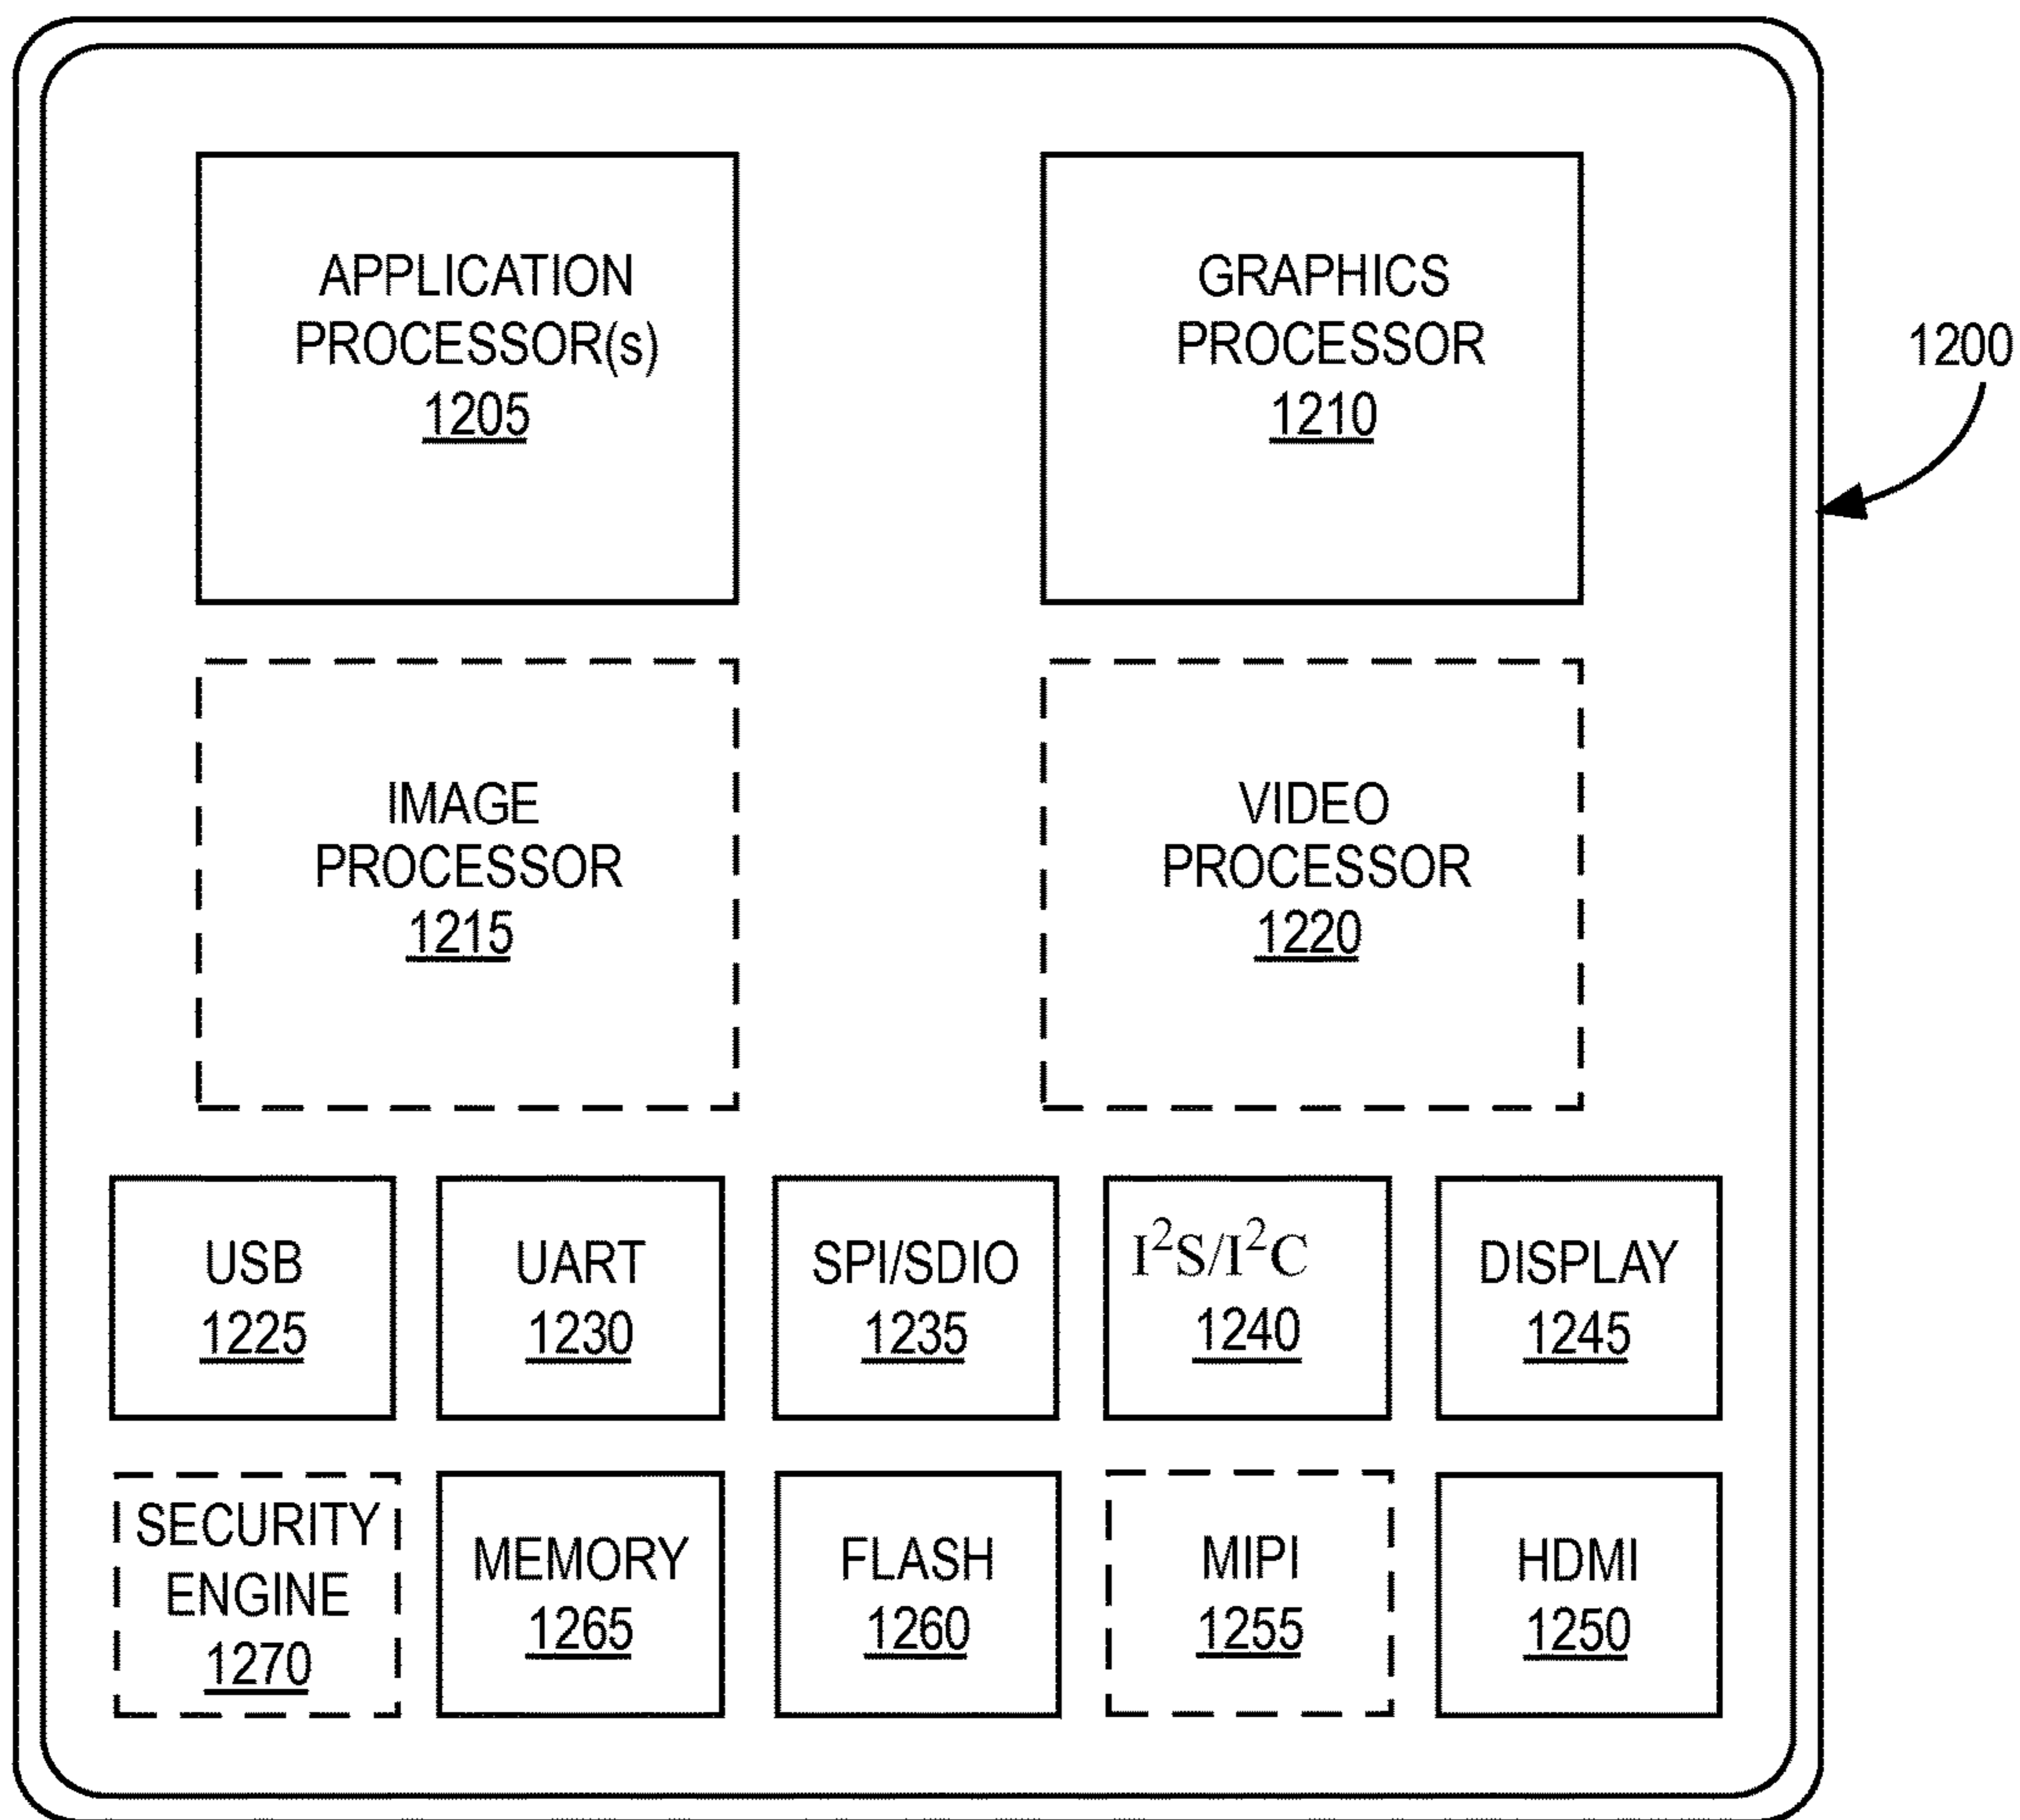 APPLICATION
PROCESSOR(s)
1205
GRAPHICS
PROCESSOR
1210
1200
IMAGE
PROCESSOR
1215
VIDEO
PROCESSOR
1220
USB
1225
UART
1230
SPI/SDIO
1235
I²S/I²C
1240
DISPLAY
1245
SECURITY
ENGINE
1270
MEMORY
1265
FLASH
1260
MIPI
1255
HDMI
1250